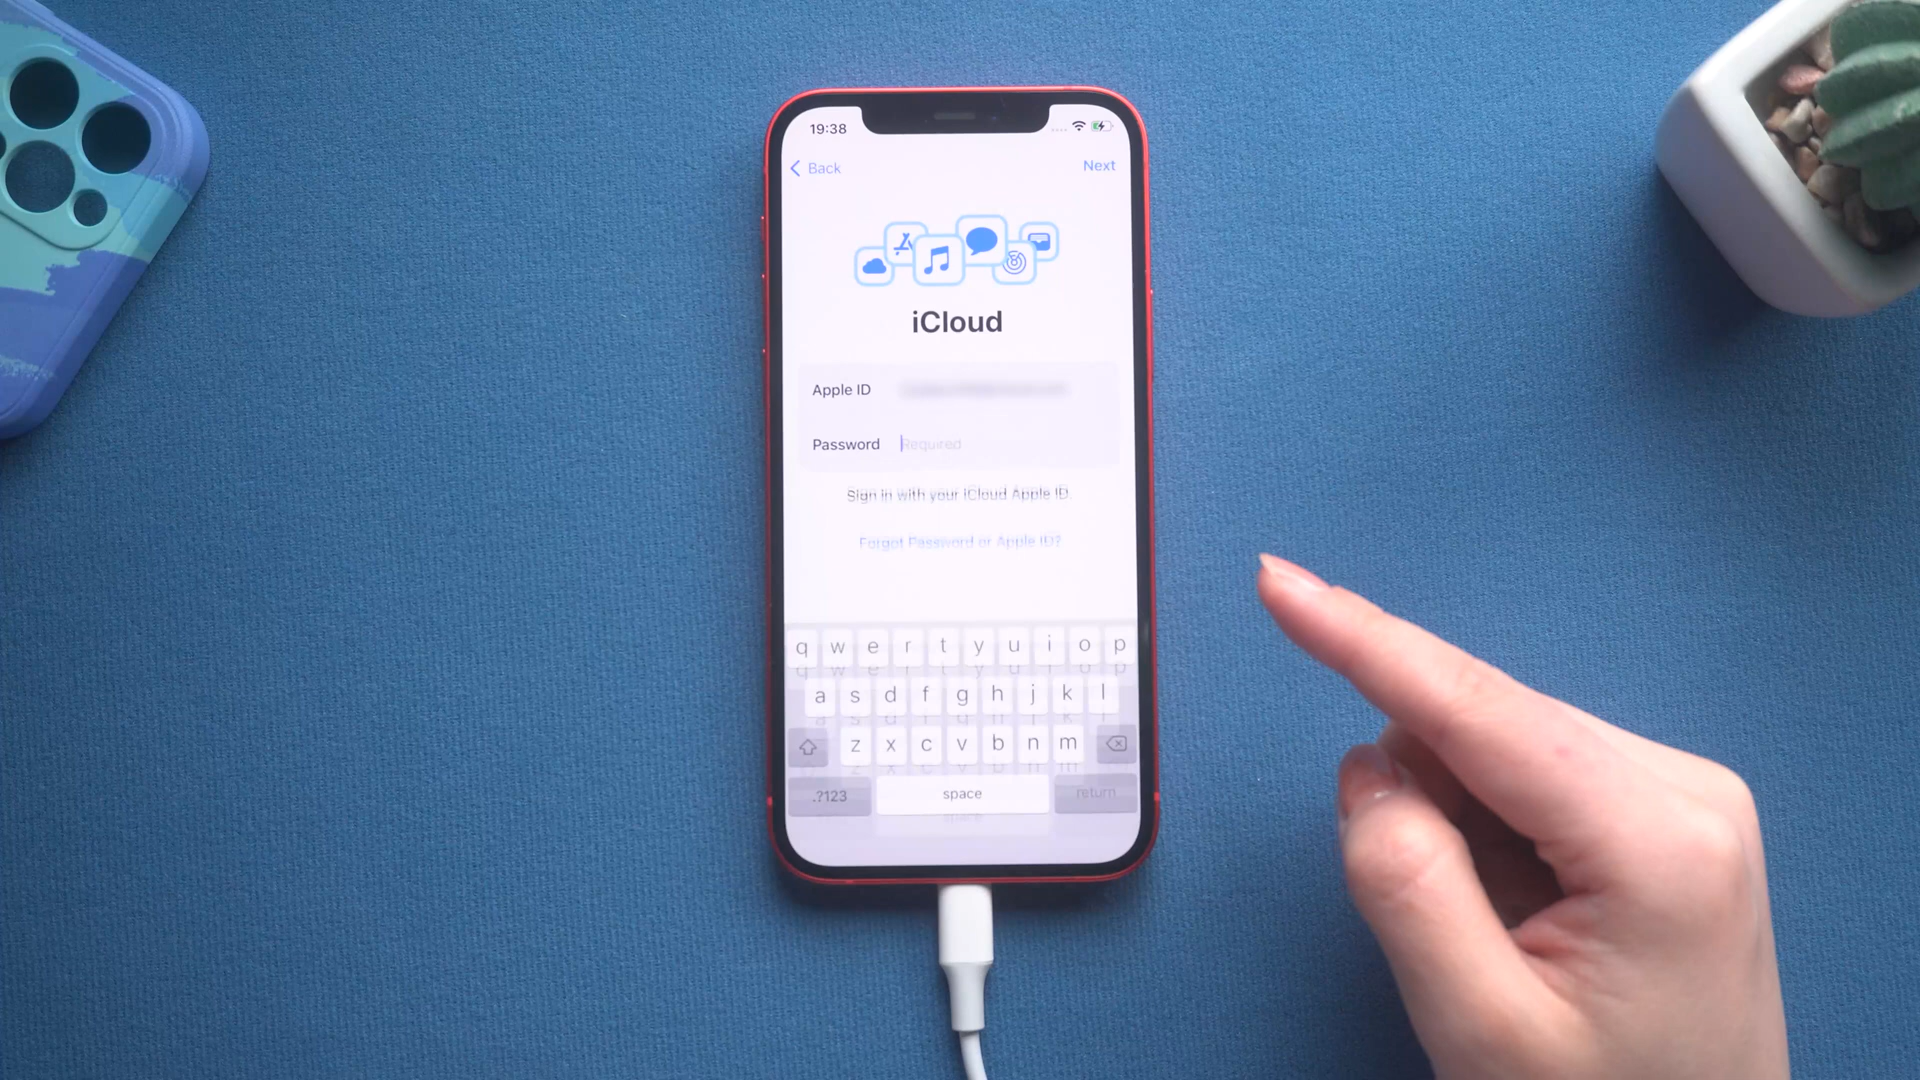 19:38
Back
Next
iCloud
Apple ID
Password Required
Sign in with your iCloud Apple ID.
Forgot Password or Apple ID?
q w e r t y u i o p
a s d f g h j k l
z x c v b n m
.?123 space return